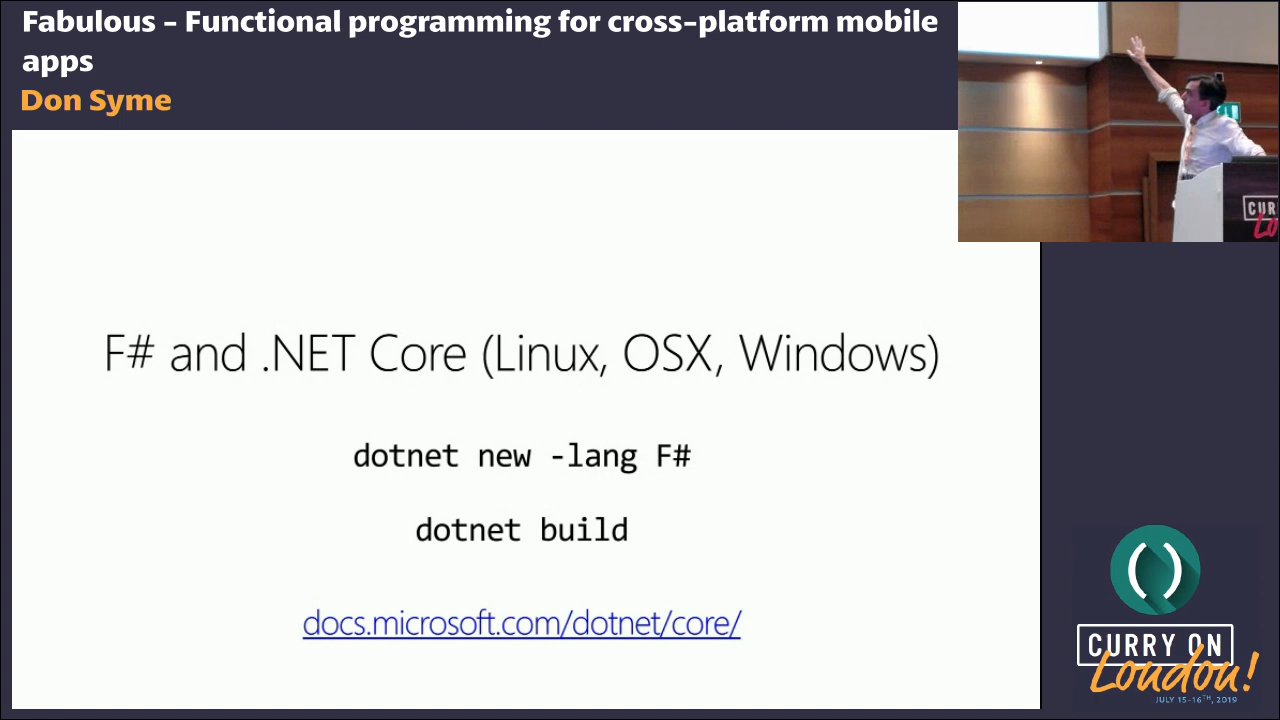 Fabulous – Functional programming for cross-platform mobile
apps
Don Syme
F# and .NET Core (Linux, OSX, Windows)
dotnet new -lang F#
dotnet build
docs.microsoft.com/dotnet/core/
CURRY ON
London!
JULY 15-16TH, 2019